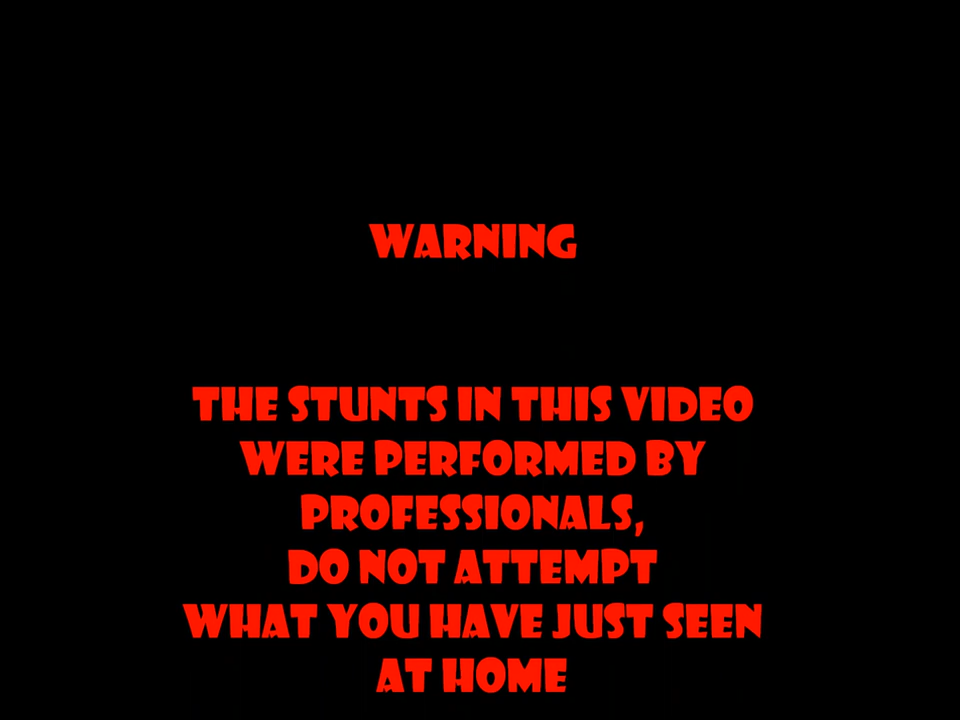 WARNING
THE STUNTS IN THIS VIDEO
WERE PERFORMED BY
PROFESSIONALS,
DO NOT ATTEMPT
WHAT YOU HAVE JUST SEEN
AT HOME